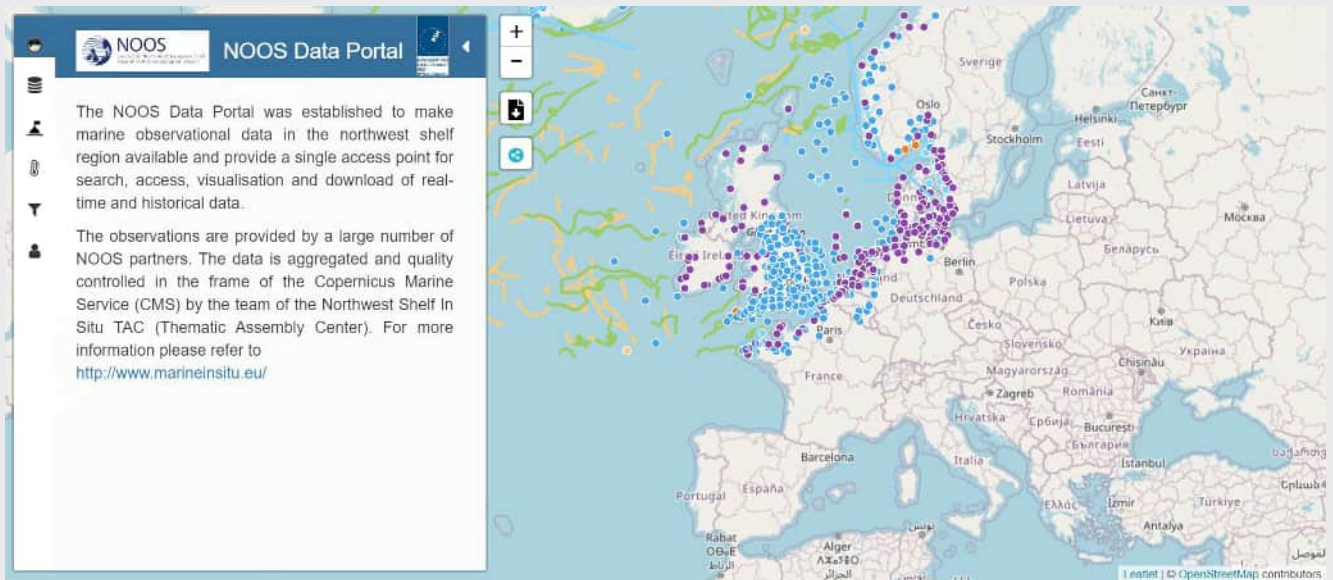 NOOS
NOOS Data Portal
The NOOS Data Portal was established to make
marine observational data in the northwest shelf
region available and provide a single access point for
search, access, visualisation and download of real-
time and historical data.
The observations are provided by a large number of
NOOS partners. The data is aggregated and quality
controlled in the frame of the Copernicus Marine
Service (CMS) by the team of the Northwest Shelf In
Situ TAC (Thematic Assembly Center). For more
information please refer to
http://www.marineinsitu.eu/
+
−
Sverige
Oslo
Санкт-
Петербург
Helsinki
Stockholm
Eesti
Latvija
Lietuva
Москва
United Kingdom
Беларусь
Berlin
Polska
Deutschland
Paris
Česko
Київ
Slovensko
Україна
France
Magyarország
Chișinău
Zagreb
România
Hrvatska
Србија
București
България
Barcelona
Italia
İstanbul
Portugal
España
Ελλάς
İzmir
Türkiye
Antalya
تونس
Rabat
الرباط
Alger
الجزائر
الموصل
Leaflet | © OpenStreetMap contributors